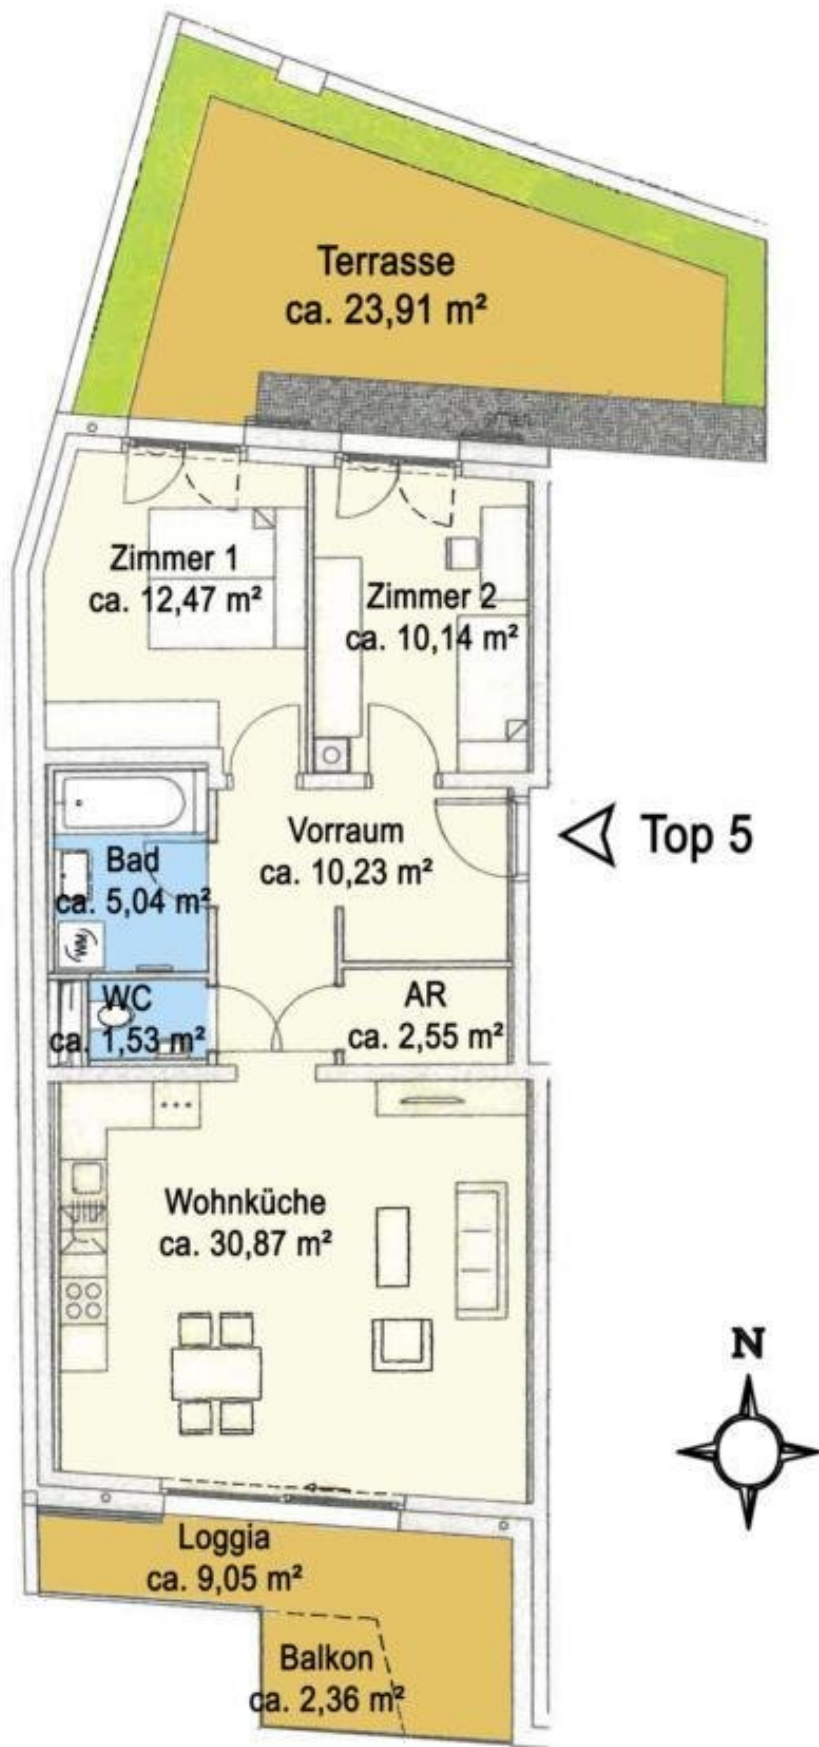 Terrasse
ca. 23,91 m²
Zimmer 1
ca. 12,47 m²
Zimmer 2
ca. 10,14 m²
Vorraum
ca. 10,23 m²
Top 5
Bad
ca. 5,04 m²
WM
WC
ca. 1,53 m²
AR
ca. 2,55 m²
Wohnküche
ca. 30,87 m²
N
Loggia
ca. 9,05 m²
Balkon
ca. 2,36 m²